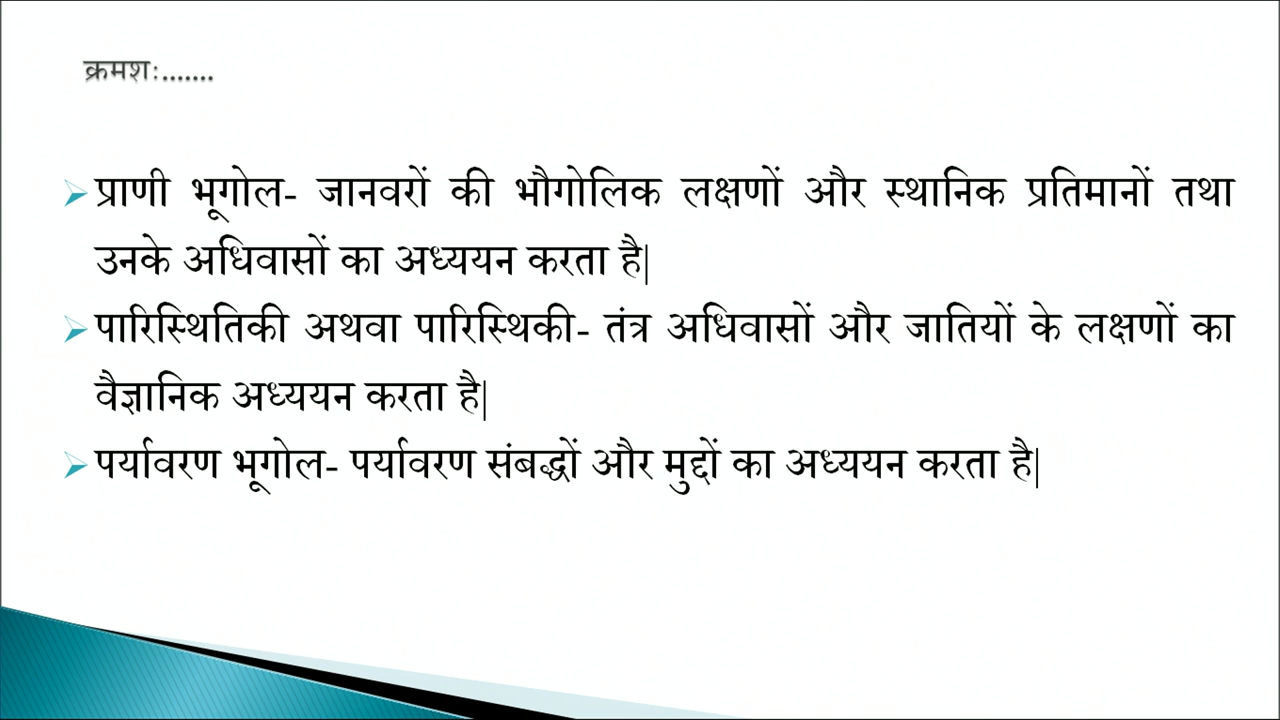 क्रमशः.......
प्राणी भूगोल- जानवरों की भौगोलिक लक्षणों और स्थानिक प्रतिमानों तथा
उनके अधिवासों का अध्ययन करता है|
पारिस्थितिकी अथवा पारिस्थिकी- तंत्र अधिवासों और जातियों के लक्षणों का
वैज्ञानिक अध्ययन करता है|
पर्यावरण भूगोल- पर्यावरण संबद्धों और मुद्दों का अध्ययन करता है|